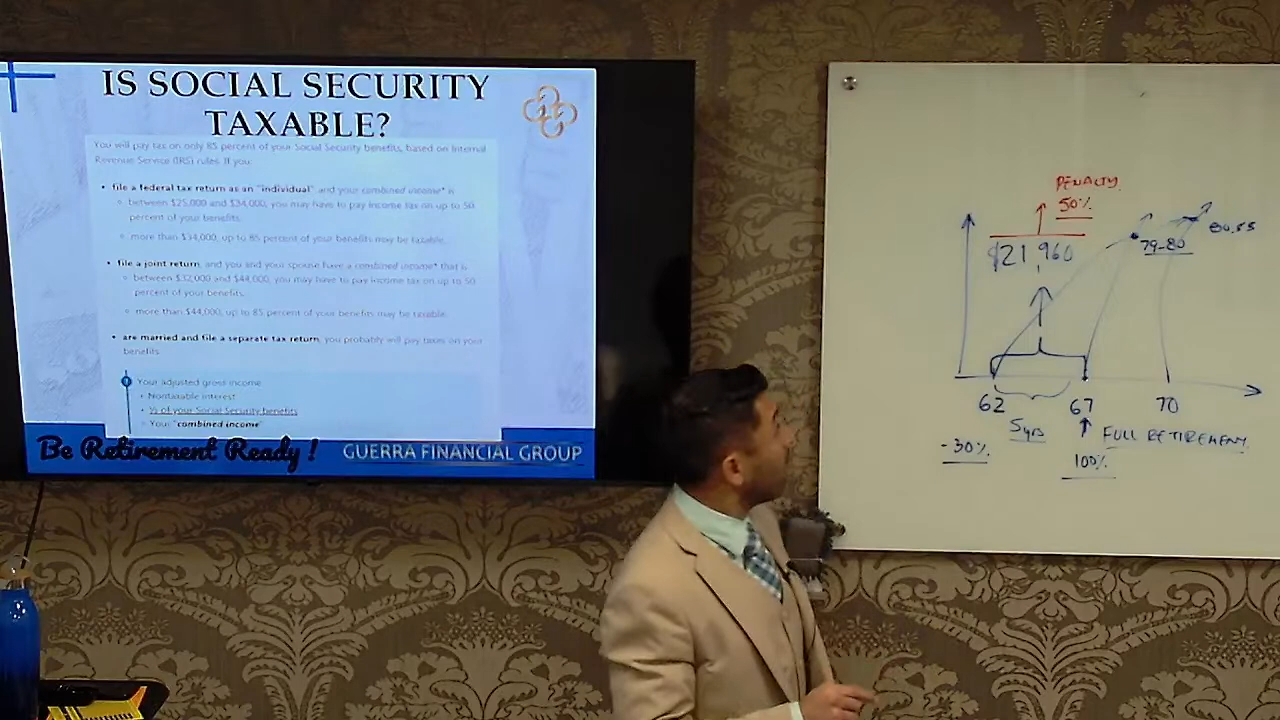 IS SOCIAL SECURITY
TAXABLE?
You will pay tax on only 85 percent of your Social Security benefits, based on Internal
Revenue Service (IRS) rules. If you:
• file a federal tax return as an "individual" and your combined income* is
between $25,000 and $34,000, you may have to pay income tax on up to 50
percent of your benefits.
more than $34,000, up to 85 percent of your benefits may be taxable.
• file a joint return, and you and your spouse have a combined income* that is
between $32,000 and $44,000, you may have to pay income tax on up to 50
percent of your benefits.
more than $44,000, up to 85 percent of your benefits may be taxable.
• are married and file a separate tax return, you probably will pay taxes on your
benefits.
Your adjusted gross income
• Nontaxable interest
• ½ of your Social Security benefits
• Your "combined income"
Be Retirement Ready!
GUERRA FINANCIAL GROUP
PENALTY
50%
$21,960
79-80
62
67
70
5 yrs
FULL RETIREMENT
-30%
100%